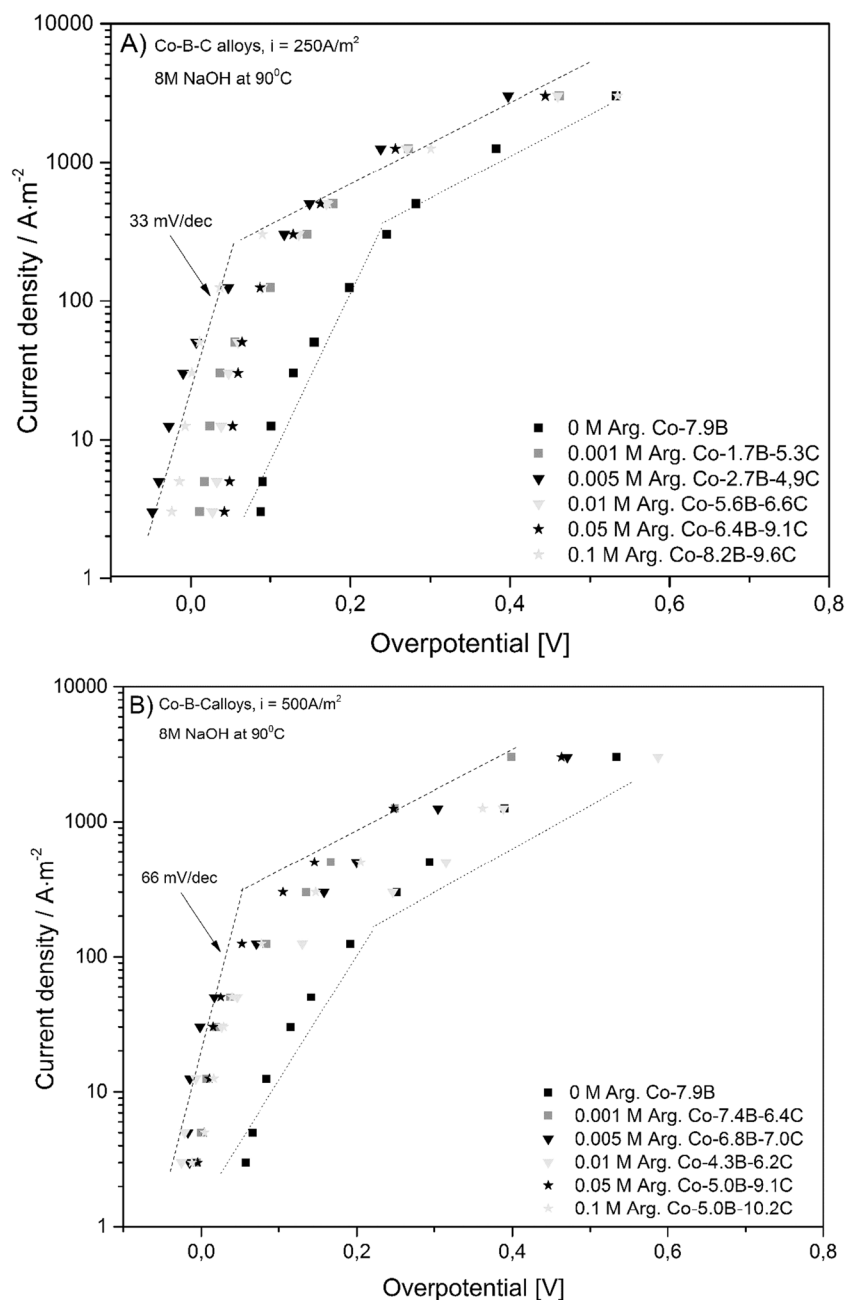 A) Co-B-C alloys, i = 250A/m²
8M NaOH at 90⁰C
10000
1000
100
10
1
Current density / A·m⁻²
33 mV/dec
0 M Arg. Co-7.9B
0.001 M Arg. Co-1.7B-5.3C
0.005 M Arg. Co-2.7B-4,9C
0.01 M Arg. Co-5.6B-6.6C
0.05 M Arg. Co-6.4B-9.1C
0.1 M Arg. Co-8.2B-9.6C
0,0 0,2 0,4 0,6 0,8
Overpotential [V]
B) Co-B-Calloys, i = 500A/m²
8M NaOH at 90⁰C
10000
1000
100
10
1
Current density / A·m⁻²
66 mV/dec
0 M Arg. Co-7.9B
0.001 M Arg. Co-7.4B-6.4C
0.005 M Arg. Co-6.8B-7.0C
0.01 M Arg. Co-4.3B-6.2C
0.05 M Arg. Co-5.0B-9.1C
0.1 M Arg. Co-5.0B-10.2C
0,0 0,2 0,4 0,6 0,8
Overpotential [V]